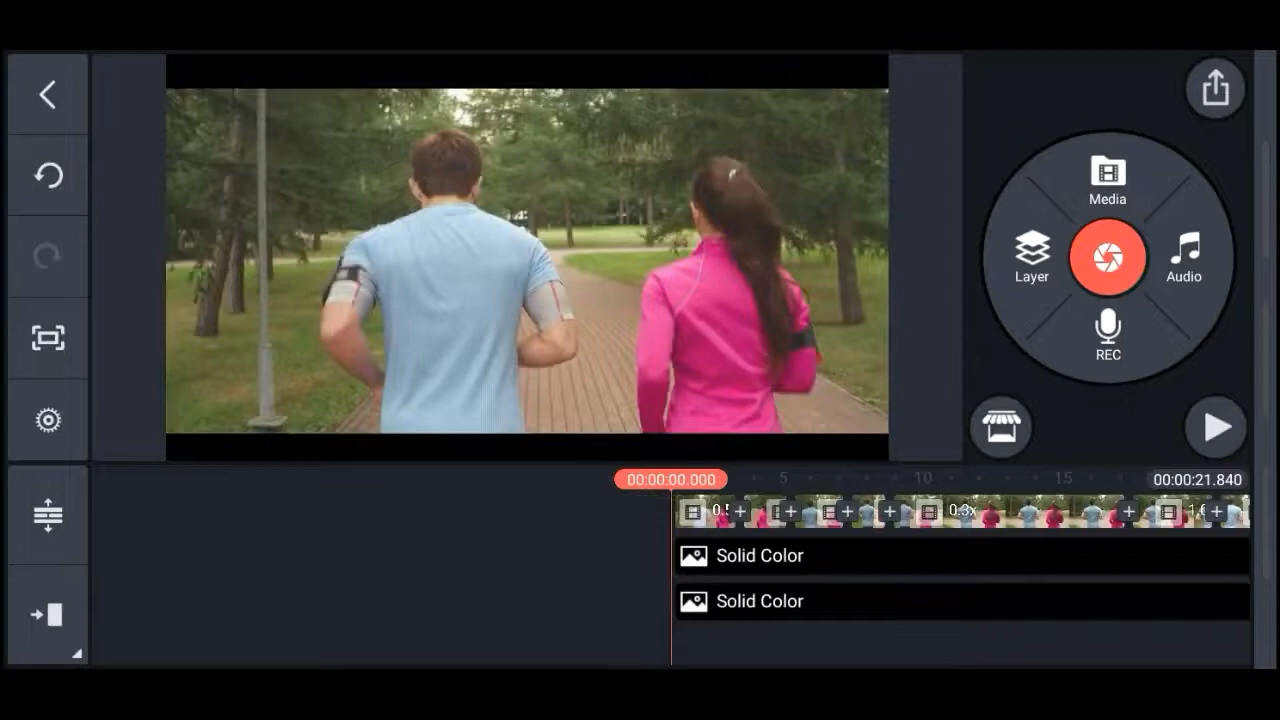 Media
Layer
Audio
REC
00:00:00.000
5
10
15
00:00:21.840
0.3x
Solid Color
Solid Color